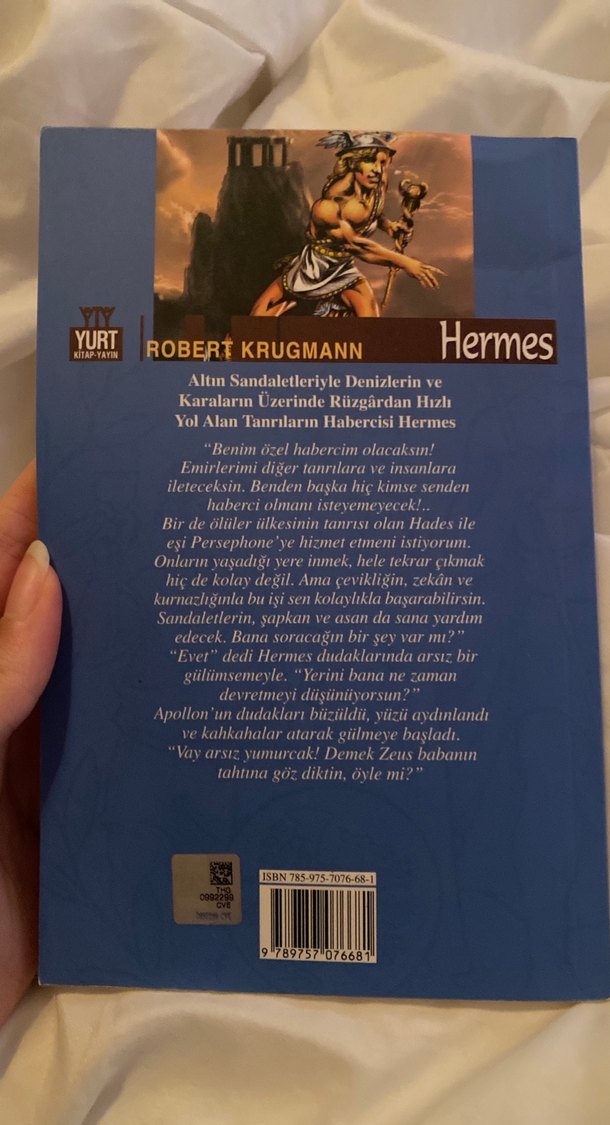 YURT
KİTAP-YAYIN
ROBERT KRUGMANN
Hermes
Altın Sandaletleriyle Denizlerin ve
Karaların Üzerinde Rüzgârdan Hızlı
Yol Alan Tanrıların Habercisi Hermes
“Benim özel habercim olacaksın!
Emirlerimi diğer tanrılara ve insanlara
ileteceksin. Benden başka hiç kimse senden
haberci olmanı isteyemeyecek!..
Bir de ölüler ülkesinin tanrısı olan Hades ile
eşi Persephone’ye hizmet etmeni istiyorum.
Onların yaşadığı yere inmek, hele tekrar çıkmak
hiç de kolay değil. Ama çevikliğin, zekân ve
kurnazlığınla bu işi sen kolaylıkla başarabilirsin.
Sandaletlerin, şapkan ve asan da sana yardım
edecek. Bana soracağın bir şey var mı?”
“Evet” dedi Hermes dudaklarında arsız bir
gülümsemeyle. “Yerini bana ne zaman
devretmeyi düşünüyorsun?”
Apollon’un dudakları büzüldü, yüzü aydınlandı
ve kahkahalar atarak gülmeye başladı.
“Vay arsız yumurcak! Demek Zeus babanın
tahtına göz diktin, öyle mi?”
THG
0992299
CVE
ISBN 785-975-7076-68-1
9 789757 076681